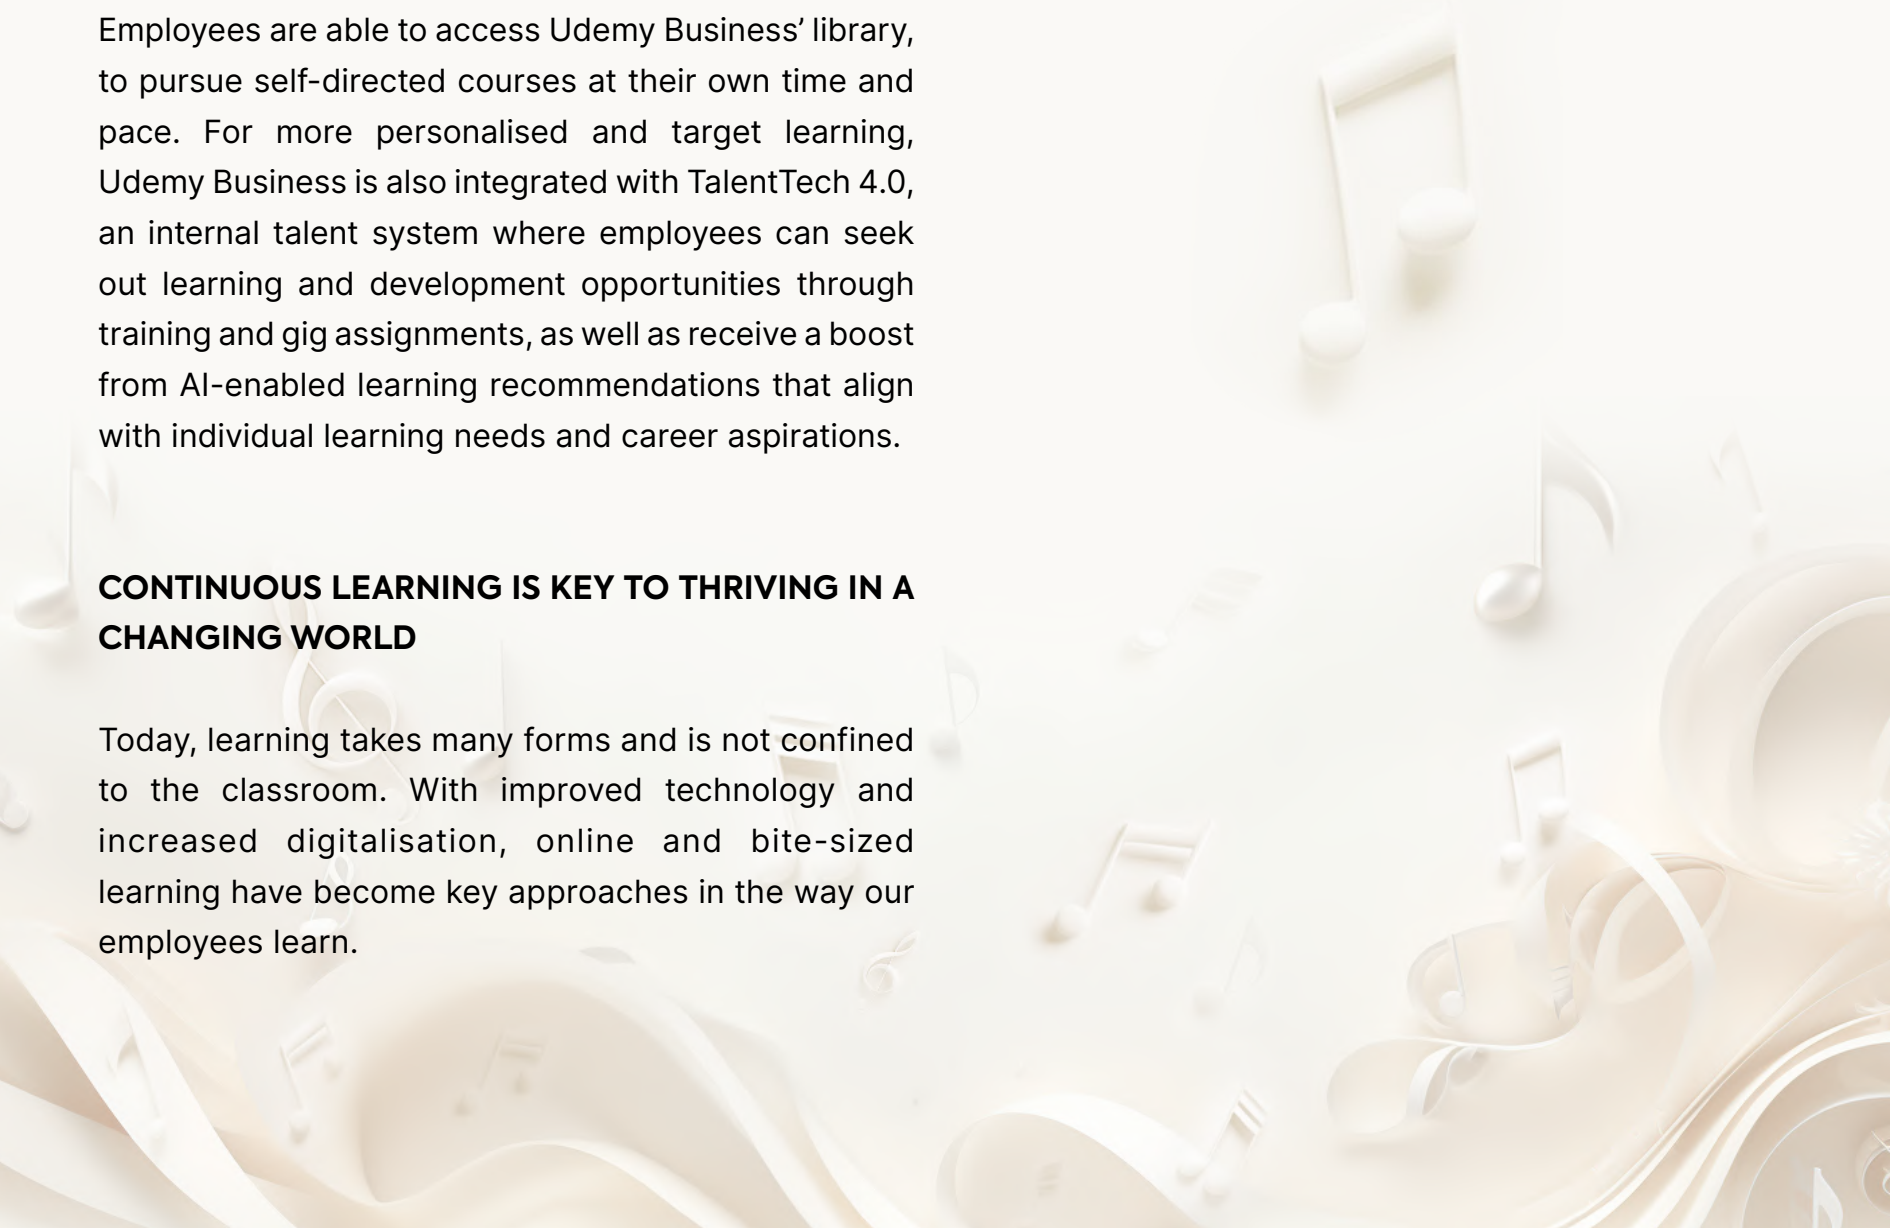 Employees are able to access Udemy Business’ library,
to pursue self-directed courses at their own time and
pace. For more personalised and target learning,
Udemy Business is also integrated with TalentTech 4.0,
an internal talent system where employees can seek
out learning and development opportunities through
training and gig assignments, as well as receive a boost
from AI-enabled learning recommendations that align
with individual learning needs and career aspirations.
CONTINUOUS LEARNING IS KEY TO THRIVING IN A
CHANGING WORLD
Today, learning takes many forms and is not confined
to the classroom. With improved technology and
increased digitalisation, online and bite-sized
learning have become key approaches in the way our
employees learn.